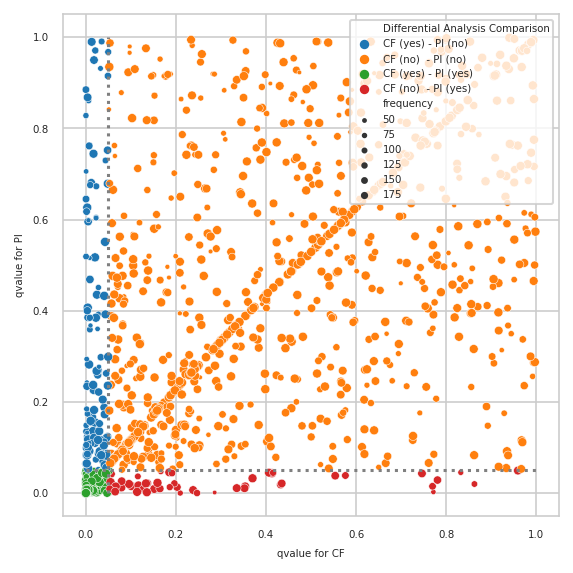 Differential Analysis Comparison
CF (yes) - PI (no)
CF (no) - PI (no)
CF (yes) - PI (yes)
CF (no) - PI (yes)
frequency
50
75
100
125
150
175
1.0
0.8
0.6
0.4
0.2
0.0
qvalue for PI
0.0 0.2 0.4 0.6 0.8 1.0
qvalue for CF